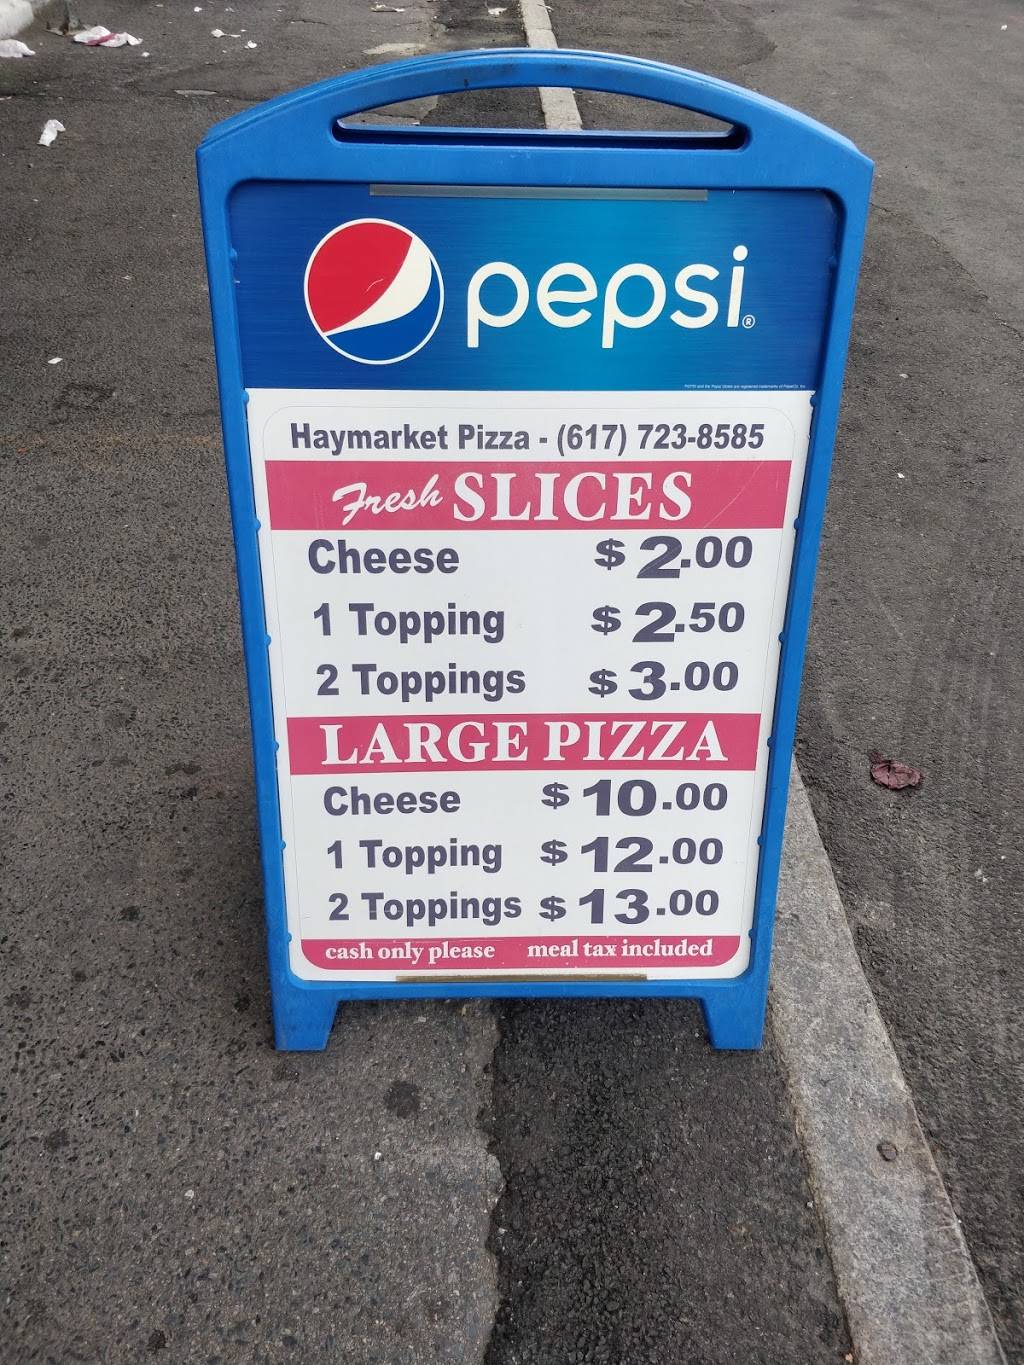 pepsi®
Haymarket Pizza - (617) 723-8585
Fresh SLICES
Cheese $ 2.00
1 Topping $ 2.50
2 Toppings $ 3.00
LARGE PIZZA
Cheese $ 10.00
1 Topping $ 12.00
2 Toppings $ 13.00
cash only please meal tax included